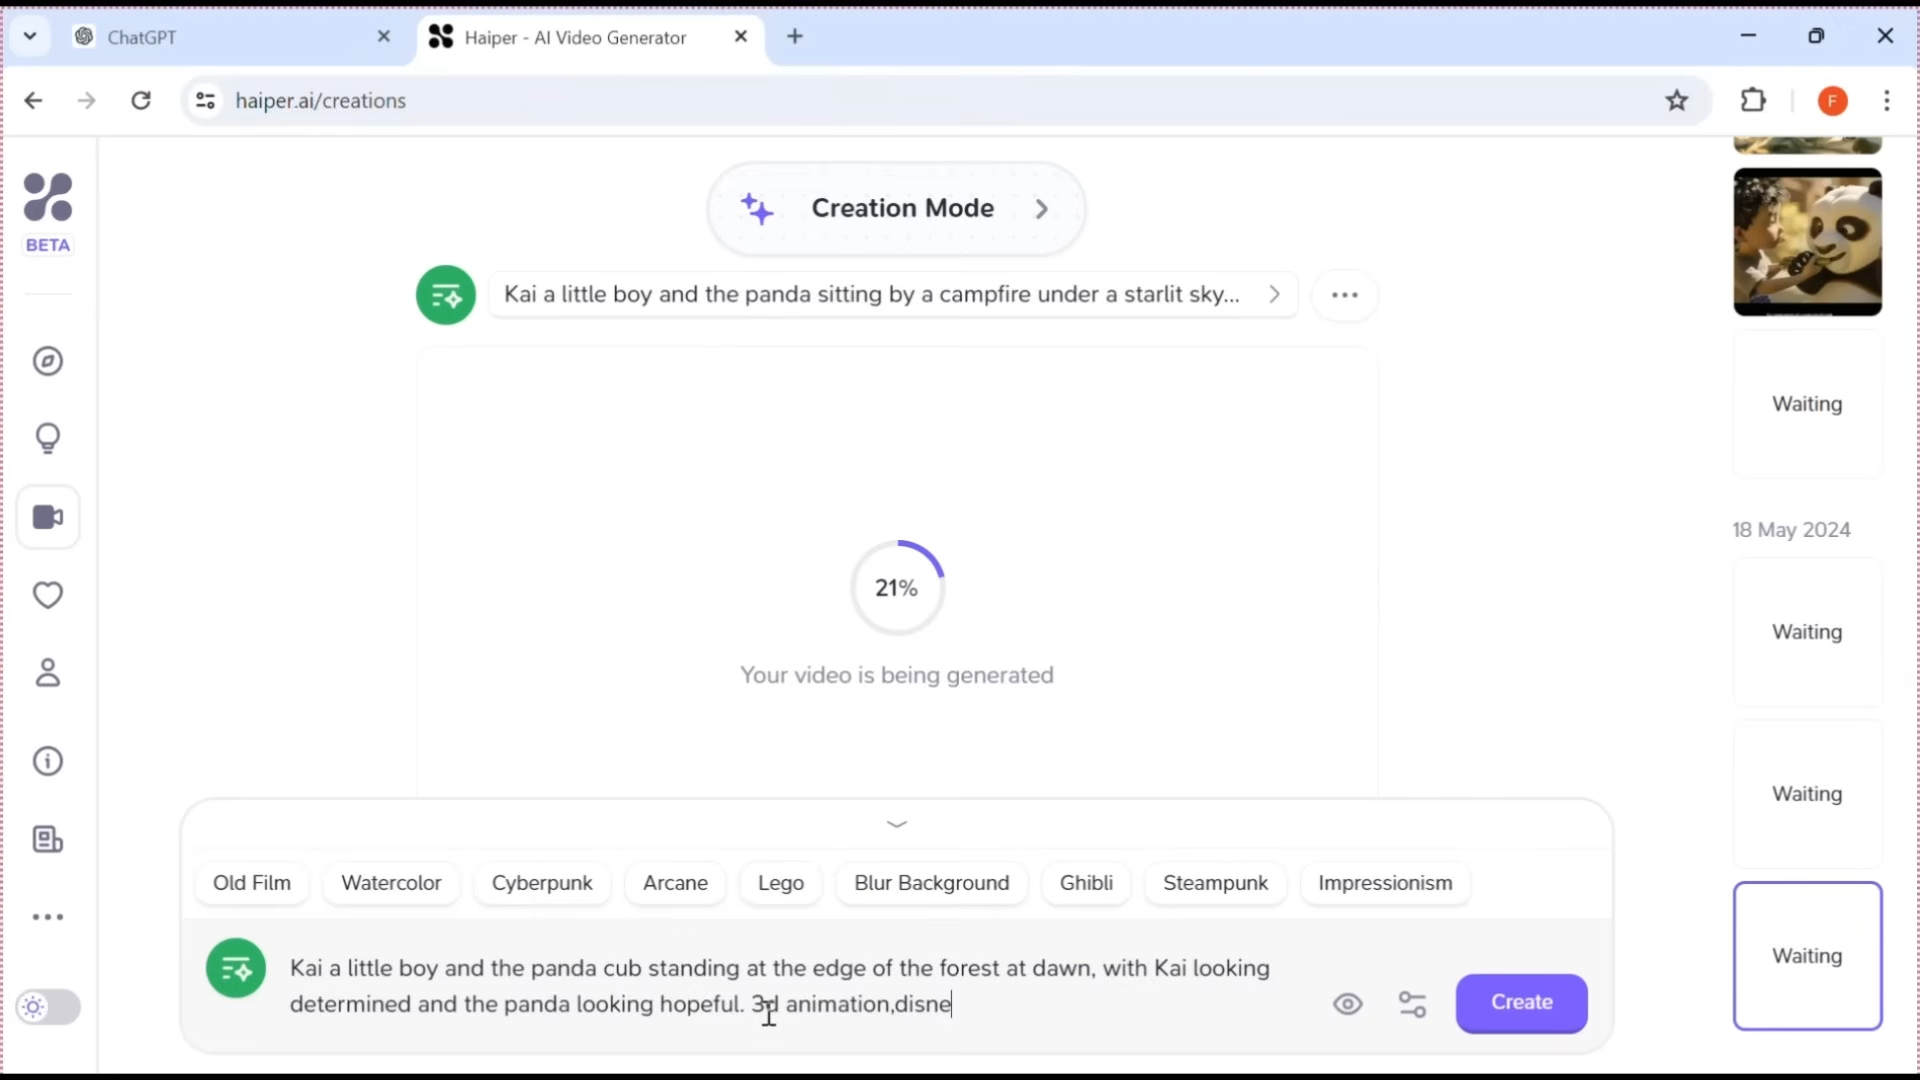 ChatGPT
Haiper - AI Video Generator
haiper.ai/creations
F
BETA
Creation Mode
Kai a little boy and the panda sitting by a campfire under a starlit sky...
21%
Your video is being generated
Waiting
18 May 2024
Waiting
Waiting
Waiting
Old Film
Watercolor
Cyberpunk
Arcane
Lego
Blur Background
Ghibli
Steampunk
Impressionism
Kai a little boy and the panda cub standing at the edge of the forest at dawn, with Kai looking
determined and the panda looking hopeful. 3d animation,disne
Create